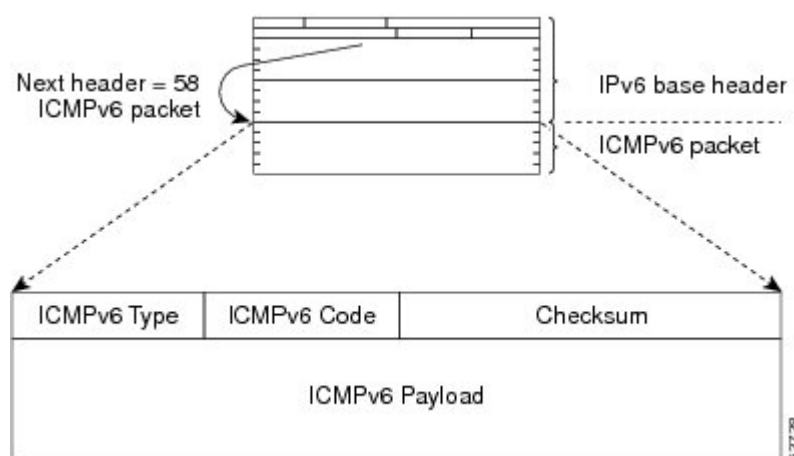 Next header = 58
ICMPv6 packet
IPv6 base header
ICMPv6 packet
ICMPv6 Type
ICMPv6 Code
Checksum
ICMPv6 Payload